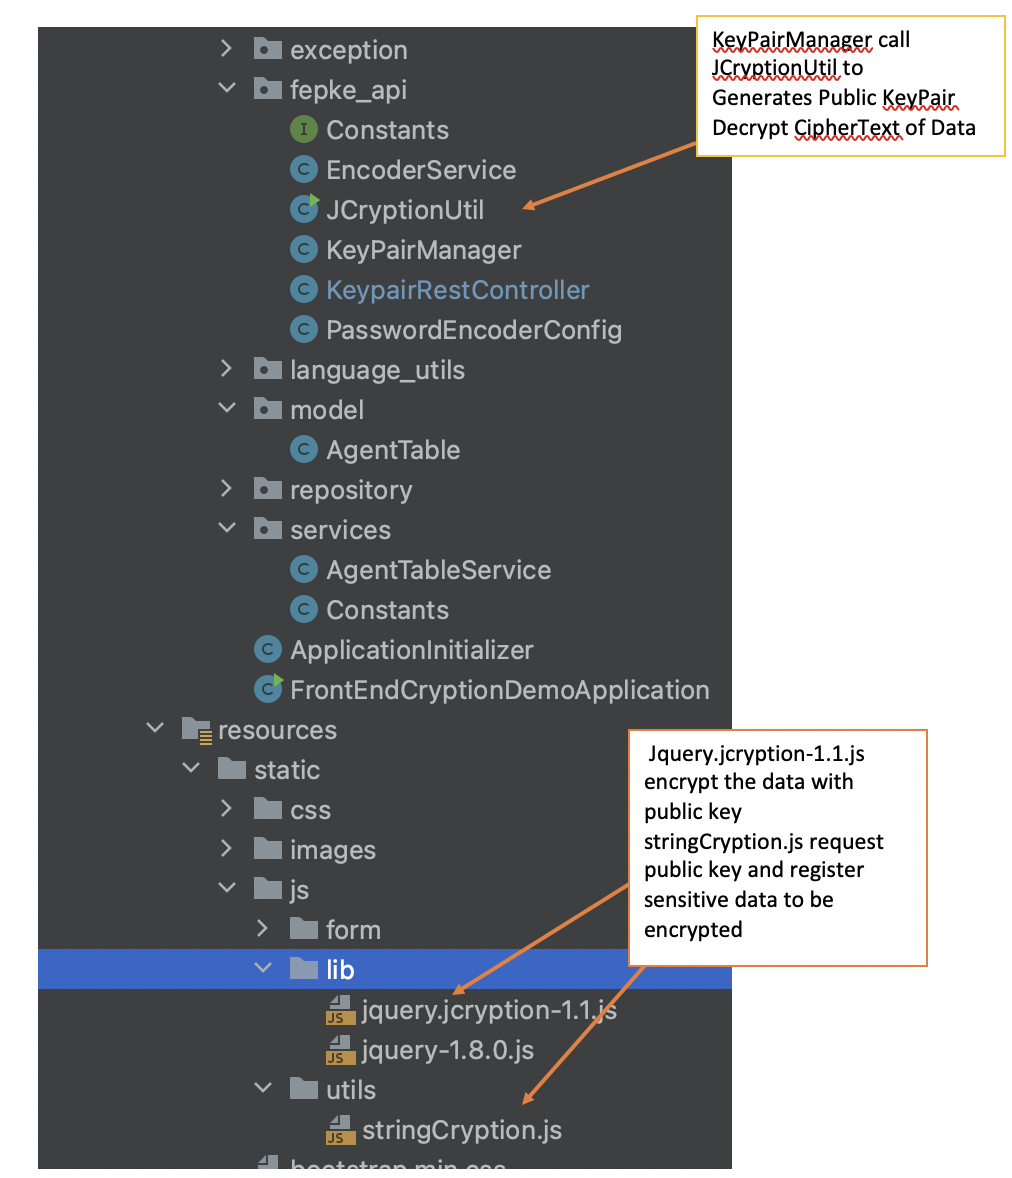 exception
fepke_api
I Constants
C EncoderService
C JCryptionUtil
C KeyPairManager
C KeypairRestController
C PasswordEncoderConfig
language_utils
model
C AgentTable
repository
services
C AgentTableService
C Constants
C ApplicationInitializer
C FrontEndCryptionDemoApplication
resources
static
css
images
js
form
lib
JS jquery.jcryption-1.1.js
JS jquery-1.8.0.js
utils
JS stringCryption.js
bootstrap.min.css
KeyPairManager call
JCryptionUtil to
Generates Public KeyPair
Decrypt CipherText of Data
Jquery.jcryption-1.1.js
encrypt the data with
public key
stringCryption.js request
public key and register
sensitive data to be
encrypted